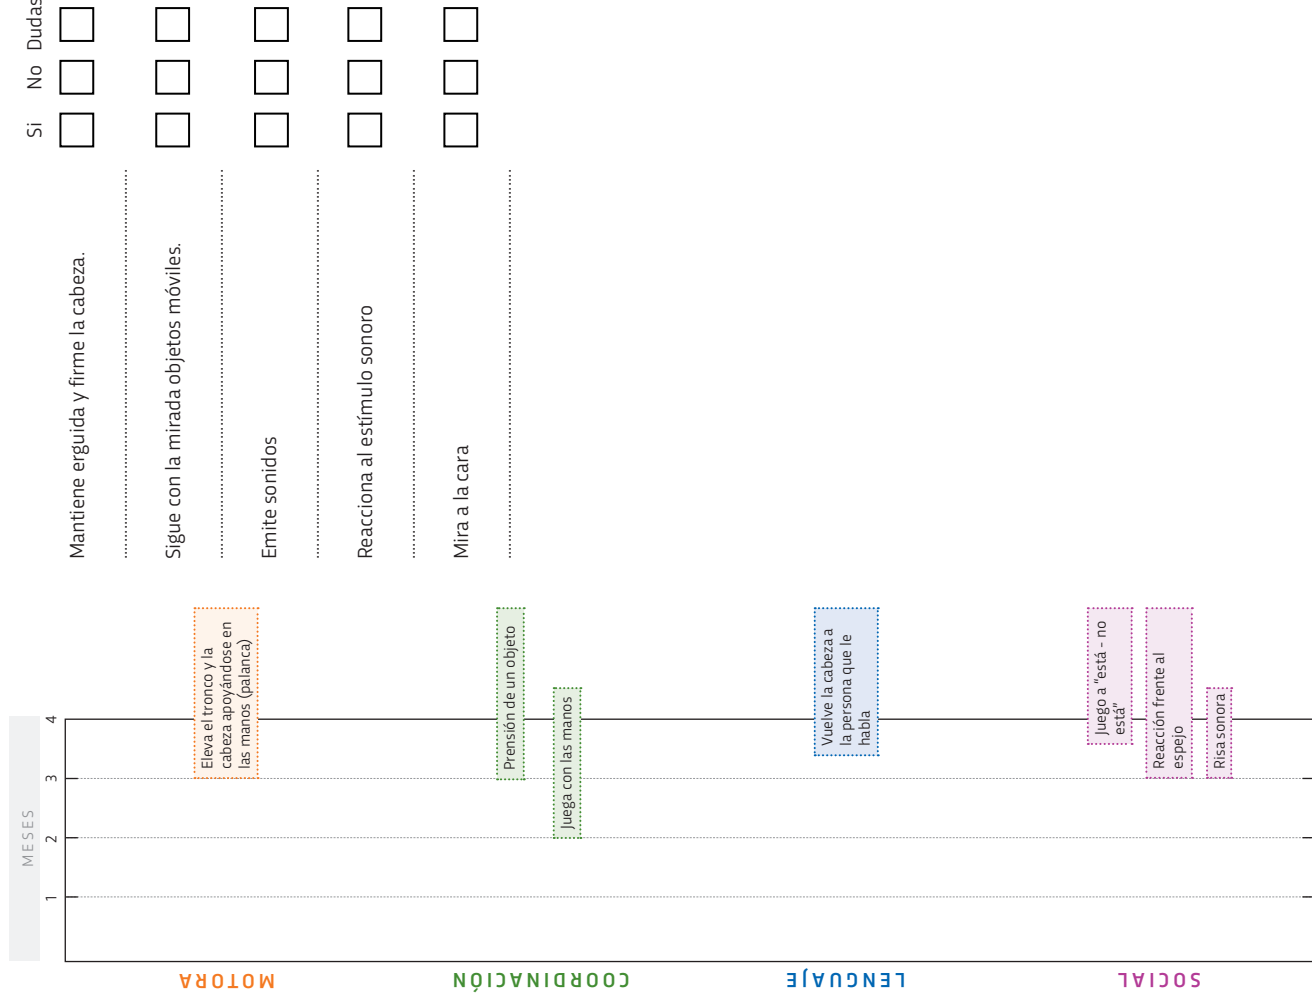 Si No Dudas
Mantiene erguida y firme la cabeza.
Sigue con la mirada objetos móviles.
Emite sonidos
Reacciona al estímulo sonoro
Mira a la cara
MESES
1 2 3 4
MOTORA
Eleva el tronco y la
cabeza apoyándose en
las manos (palanca)
COORDINACIÓN
Prensión de un objeto
Juega con las manos
LENGUAJE
Vuelve la cabeza a
la persona que le
habla
SOCIAL
Juego a "está - no
está"
Reacción frente al
espejo
Risa sonora